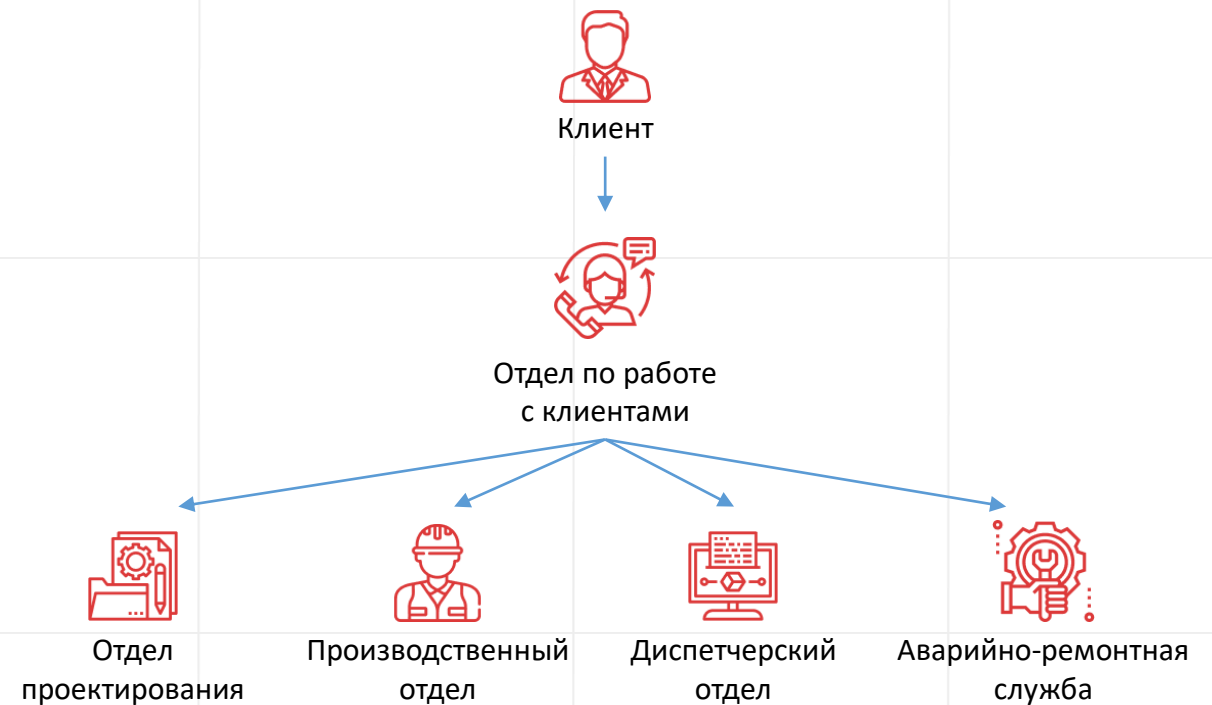 Клиент
Отдел по работе
с клиентами
Отдел
проектирования
Производственный
отдел
Диспетчерский
отдел
Аварийно-ремонтная
служба